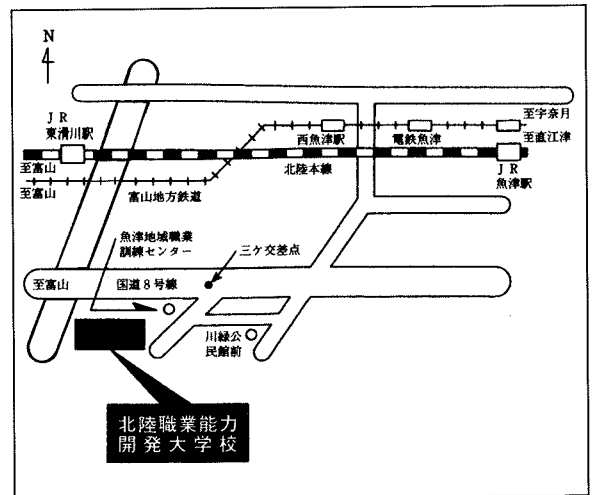 N
JR
東滑川駅
西魚津駅
電鉄魚津
至宇奈月
至直江津
至富山
北陸本線
JR
魚津駅
至富山
富山地方鉄道
魚津地域職業
訓練センター
三ケ交差点
至富山
国道8号線
川緑公
民館前
北陸職業能力
開発大学校